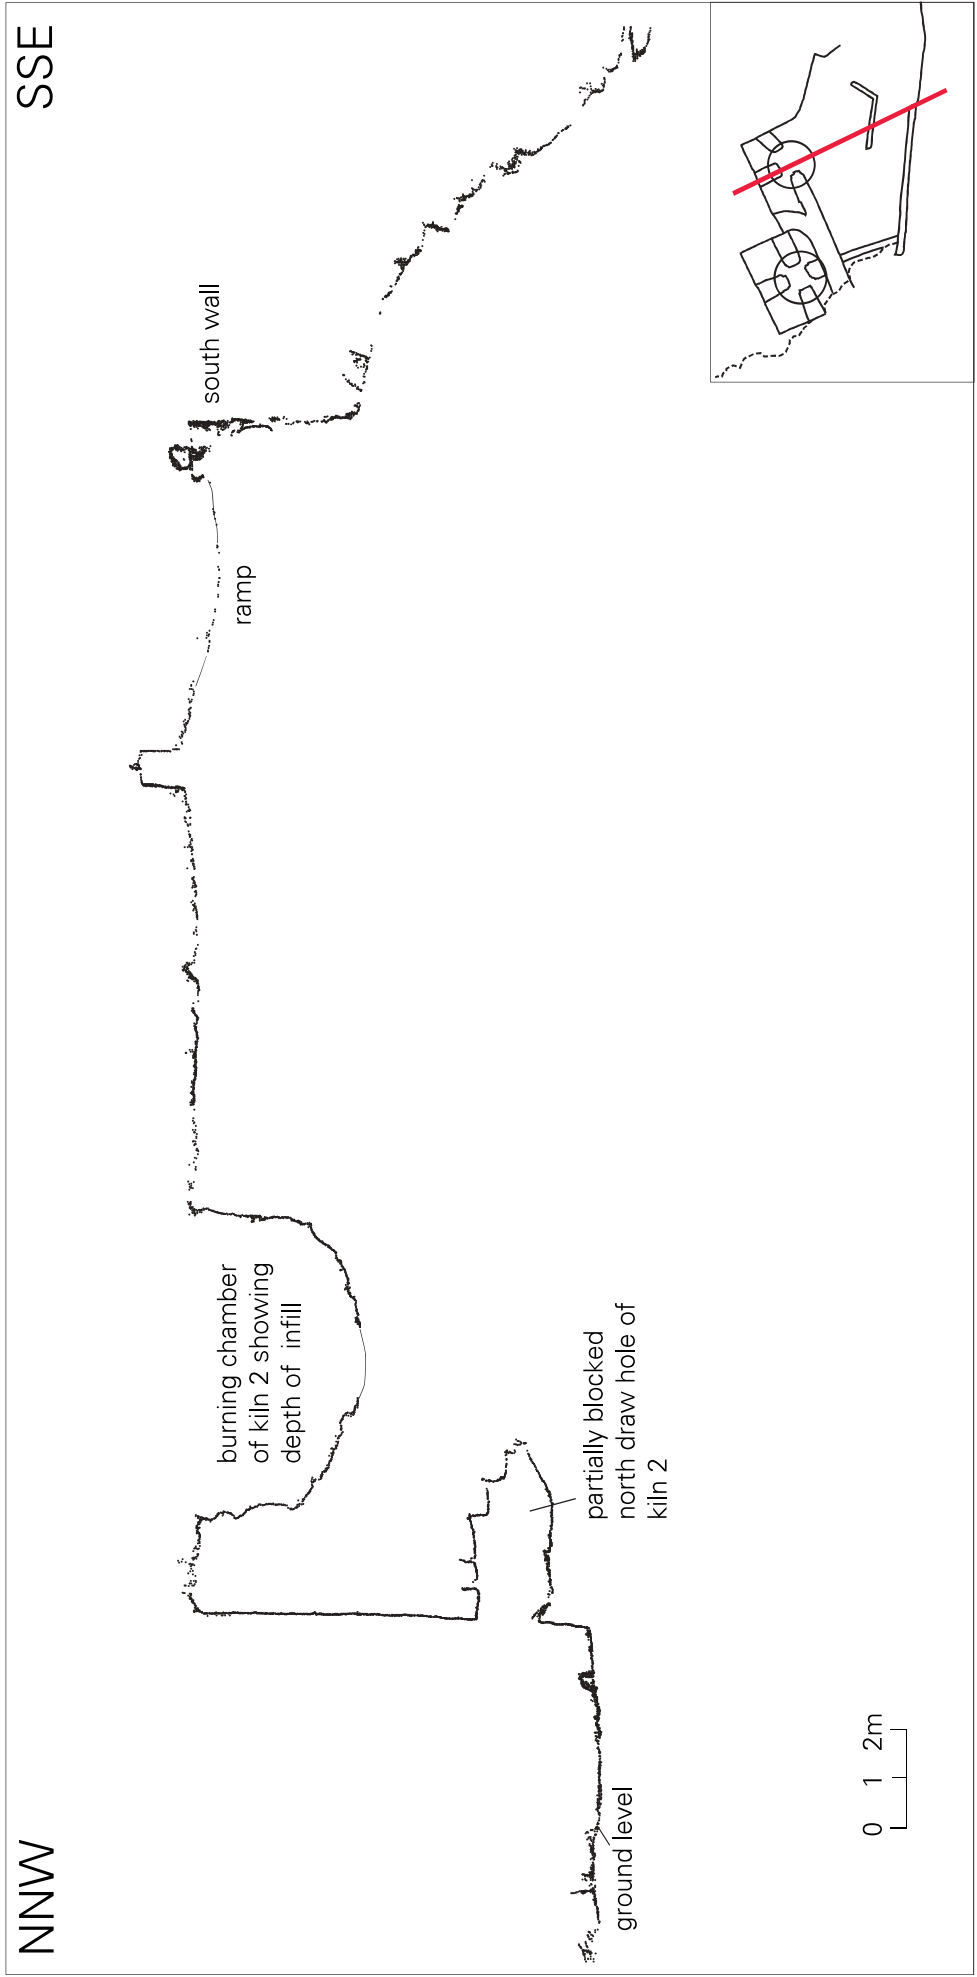 NNW
SSE
burning chamber
of kiln 2 showing
depth of infill
ramp
south wall
partially blocked
north draw hole of
kiln 2
ground level
0 1 2m